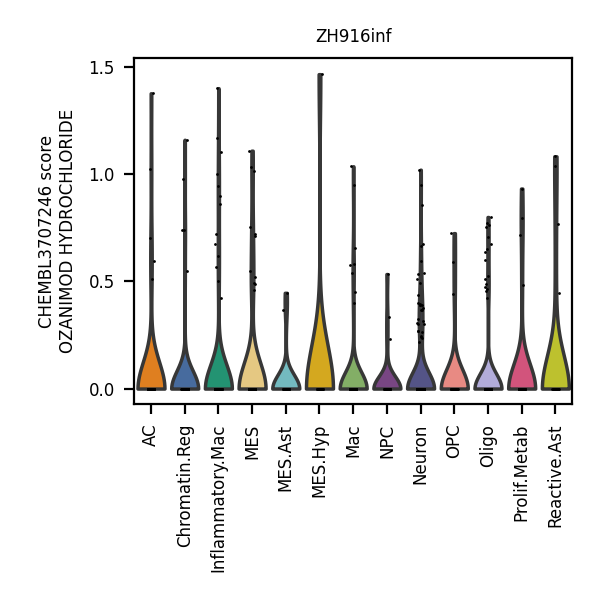 ZH916inf
CHEMBL3707246 score
OZANIMOD HYDROCHLORIDE
1.5
1.0
0.5
0.0
AC
Chromatin.Reg
Inflammatory.Mac
MES
MES.Ast
MES.Hyp
Mac
NPC
Neuron
OPC
Oligo
Prolif.Metab
Reactive.Ast